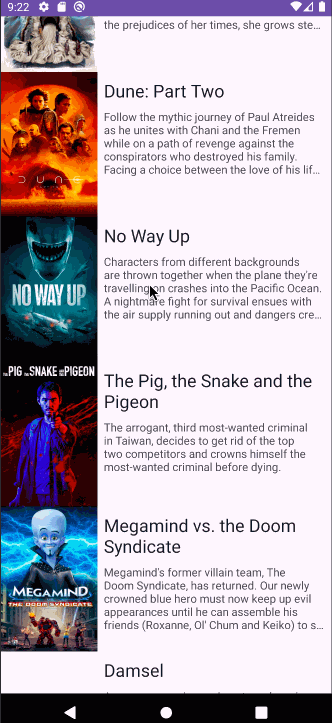 9:22
the prejudices of her times, she grows ste...
Dune: Part Two
Follow the mythic journey of Paul Atreides
as he unites with Chani and the Fremen
while on a path of revenge against the
conspirators who destroyed his family.
Facing a choice between the love of his lif...
DUNE
No Way Up
Characters from different backgrounds
are thrown together when the plane they're
travelling on crashes into the Pacific Ocean.
A nightmare fight for survival ensues with
the air supply running out and dangers cre...
NO WAY UP
The Pig, the Snake and the
Pigeon
The arrogant, third most-wanted criminal
in Taiwan, decides to get rid of the top
two competitors and crowns himself the
most-wanted criminal before dying.
THE PIG THE SNAKE AND THE PIGEON
Megamind vs. the Doom
Syndicate
Megamind's former villain team, The
Doom Syndicate, has returned. Our newly
crowned blue hero must now keep up evil
appearances until he can assemble his
friends (Roxanne, Ol' Chum and Keiko) to s...
MEGAMIND
THE DOOM SYNDICATE
Damsel